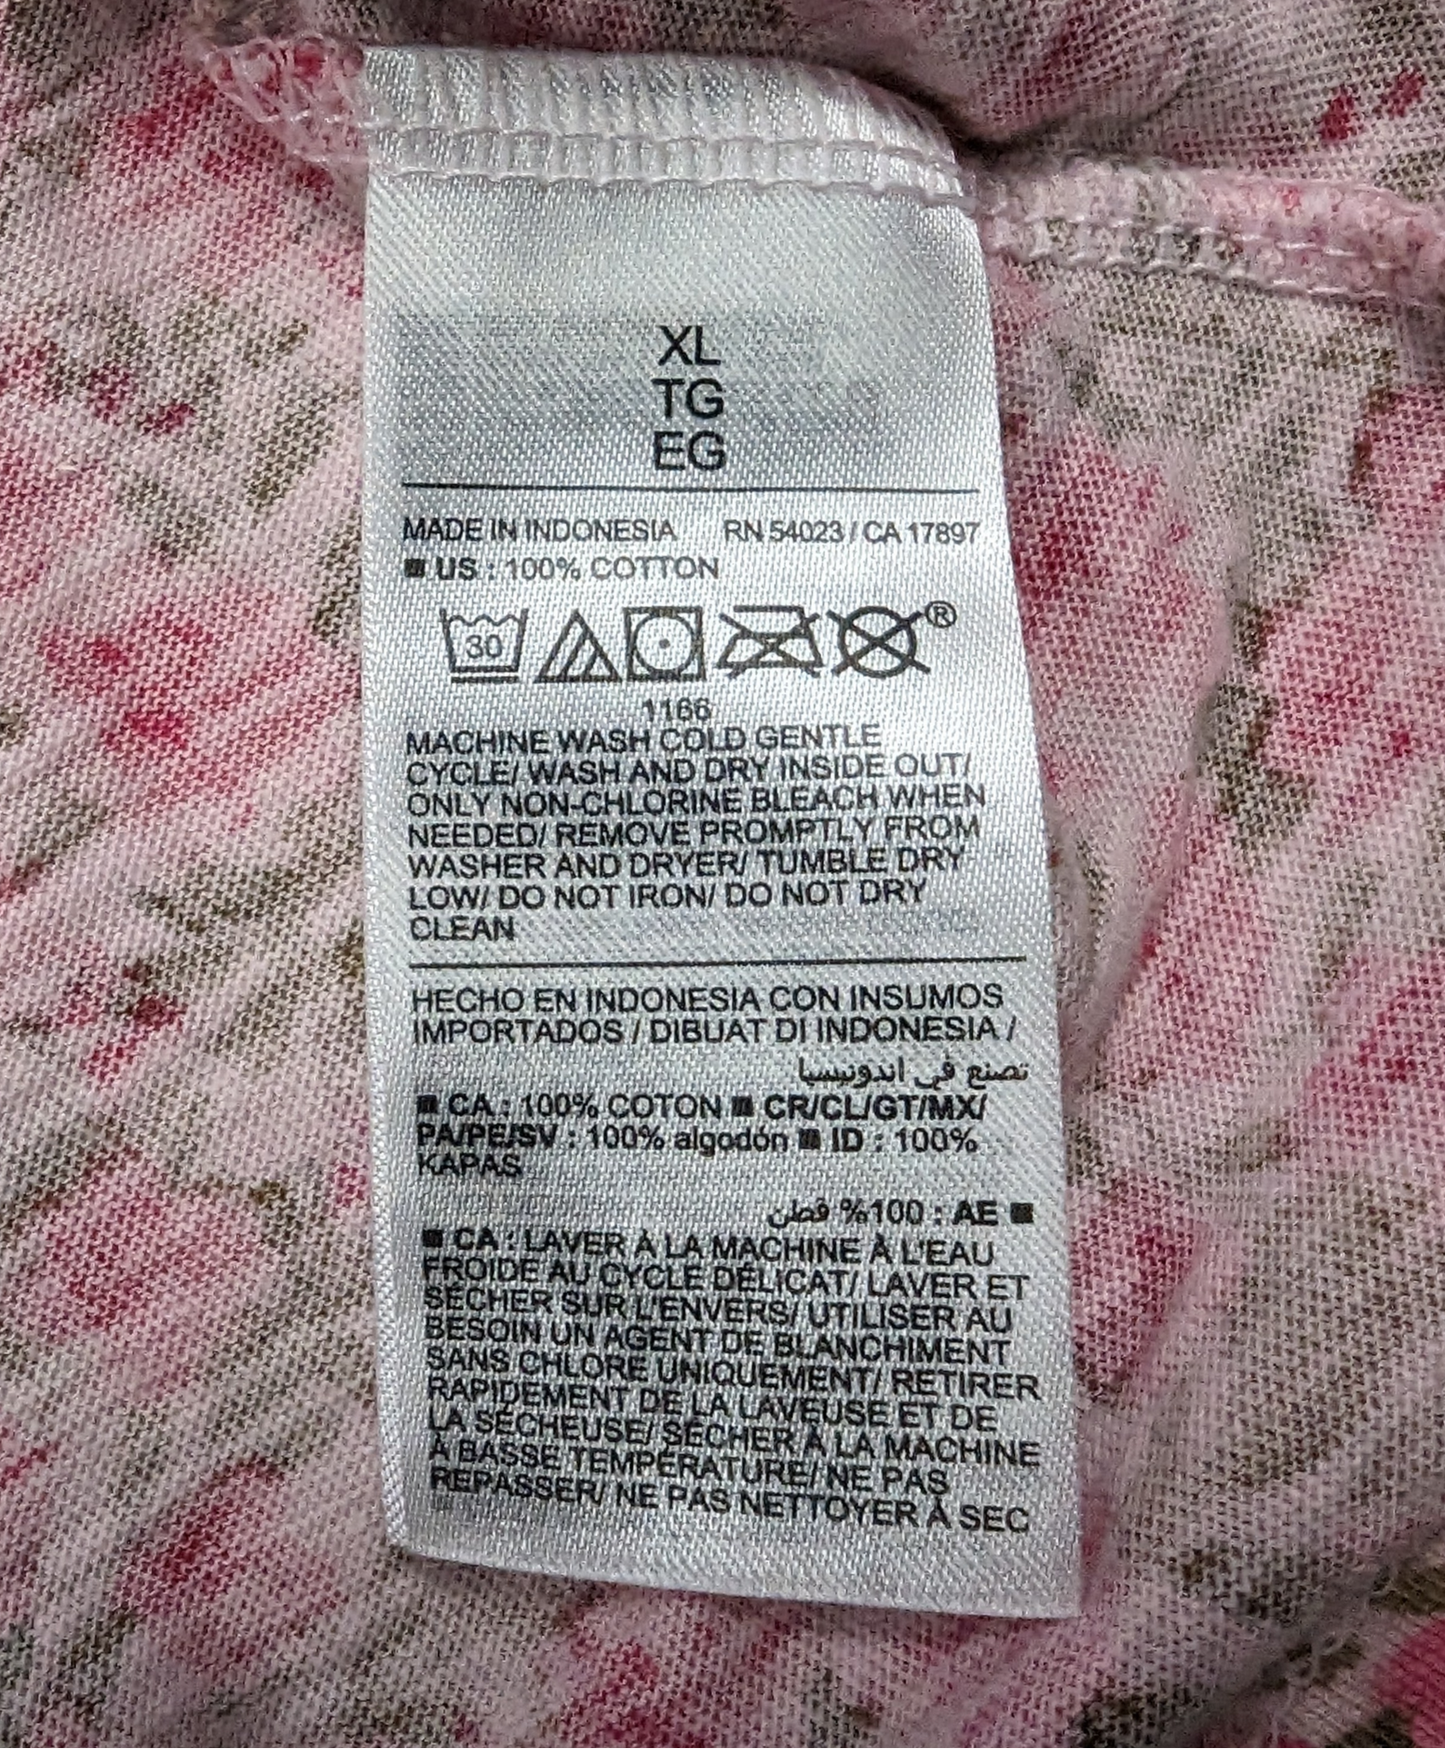 XL
TG
EG
MADE IN INDONESIA RN 54023 / CA 17897
■ US : 100% COTTON
30 ®
1166
MACHINE WASH COLD GENTLE
CYCLE/ WASH AND DRY INSIDE OUT/
ONLY NON-CHLORINE BLEACH WHEN
NEEDED/ REMOVE PROMPTLY FROM
WASHER AND DRYER/ TUMBLE DRY
LOW/ DO NOT IRON/ DO NOT DRY
CLEAN
HECHO EN INDONESIA CON INSUMOS
IMPORTADOS / DIBUAT DI INDONESIA /
تصنع في اندونيسيا
■ CA : 100% COTON ■ CR/CL/GT/MX/
PA/PE/SV : 100% algodón ■ ID : 100%
KAPAS
■ AE : 100% قطن
■ CA : LAVER À LA MACHINE À L'EAU
FROIDE AU CYCLE DÉLICAT/ LAVER ET
SÉCHER SUR L'ENVERS/ UTILISER AU
BESOIN UN AGENT DE BLANCHIMENT
SANS CHLORE UNIQUEMENT/ RETIRER
RAPIDEMENT DE LA LAVEUSE ET DE
LA SÉCHEUSE/ SÉCHER À LA MACHINE
À BASSE TEMPÉRATURE/ NE PAS
REPASSER/ NE PAS NETTOYER À SEC